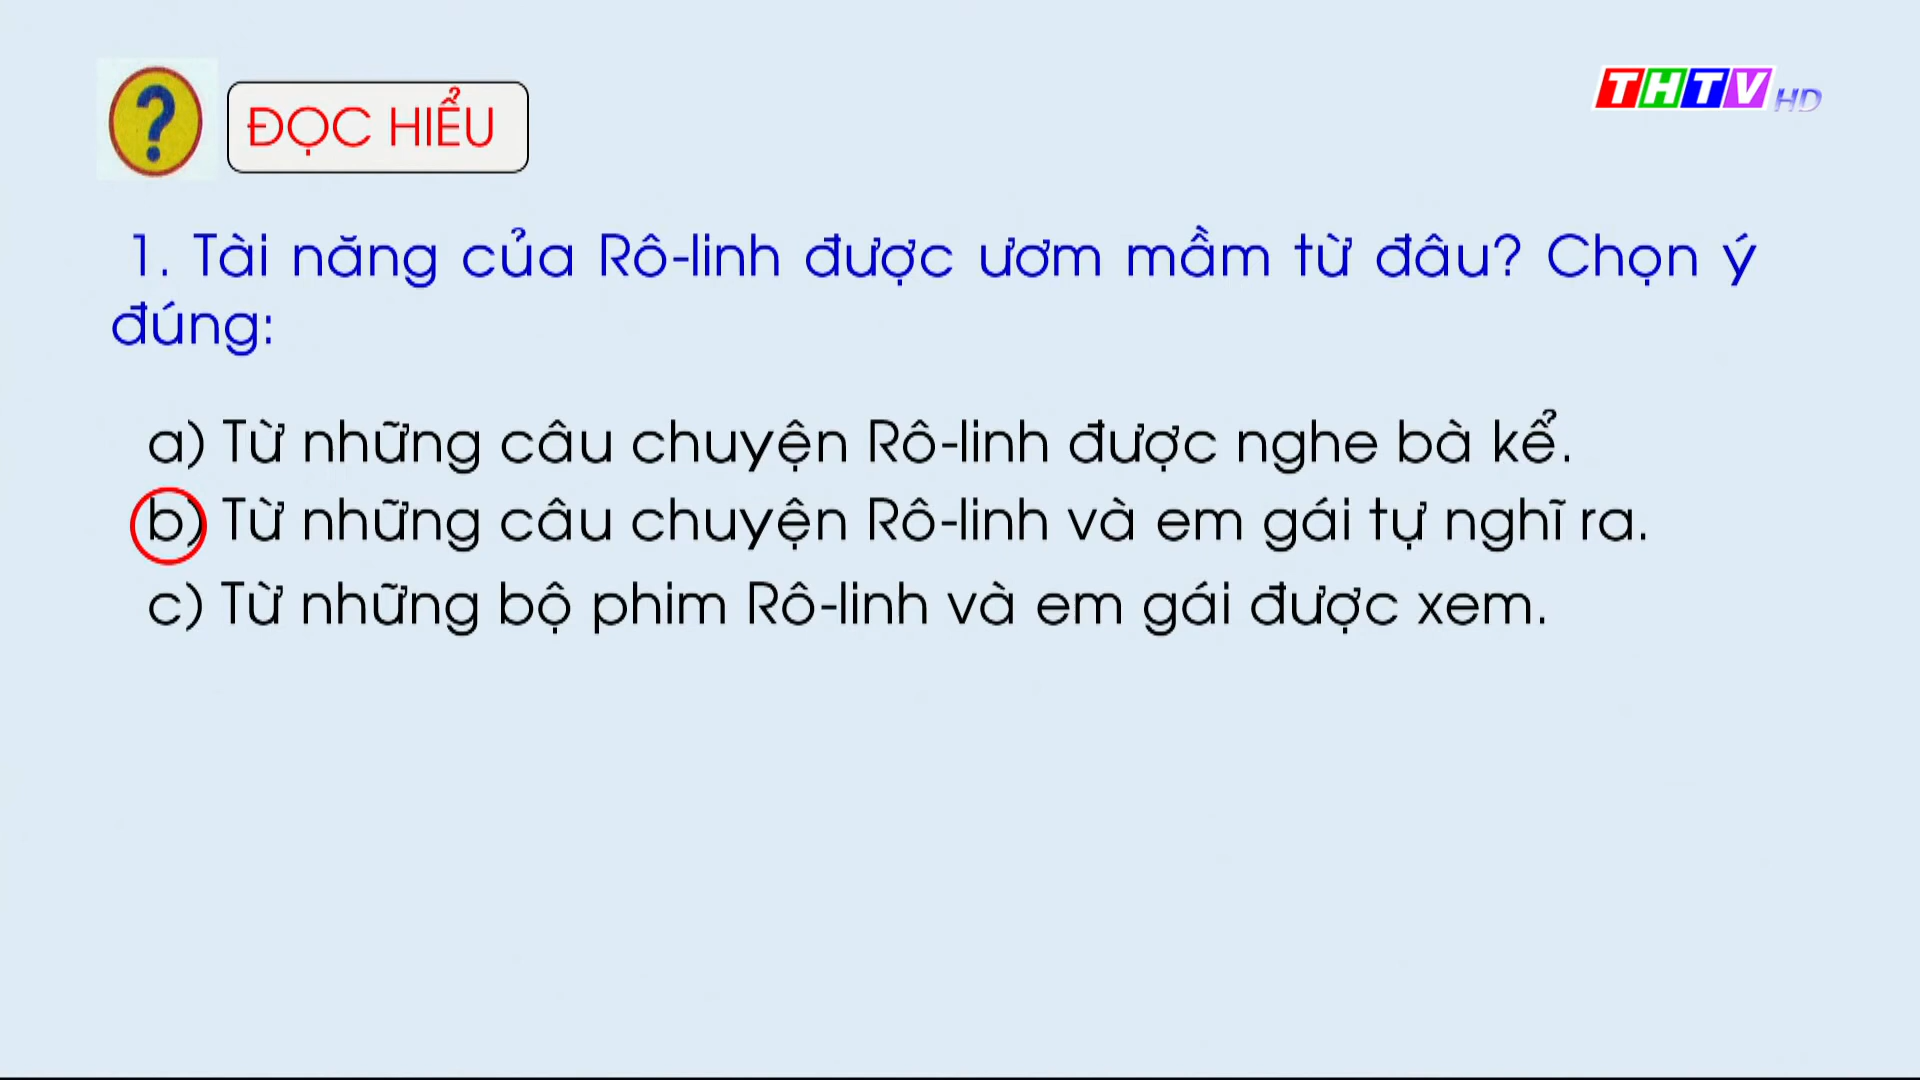 ?
ĐỌC HIỂU
THTV HD
1. Tài năng của Rô-linh được ươm mầm từ đâu? Chọn ý
đúng:
a) Từ những câu chuyện Rô-linh được nghe bà kể.
b) Từ những câu chuyện Rô-linh và em gái tự nghĩ ra.
c) Từ những bộ phim Rô-linh và em gái được xem.